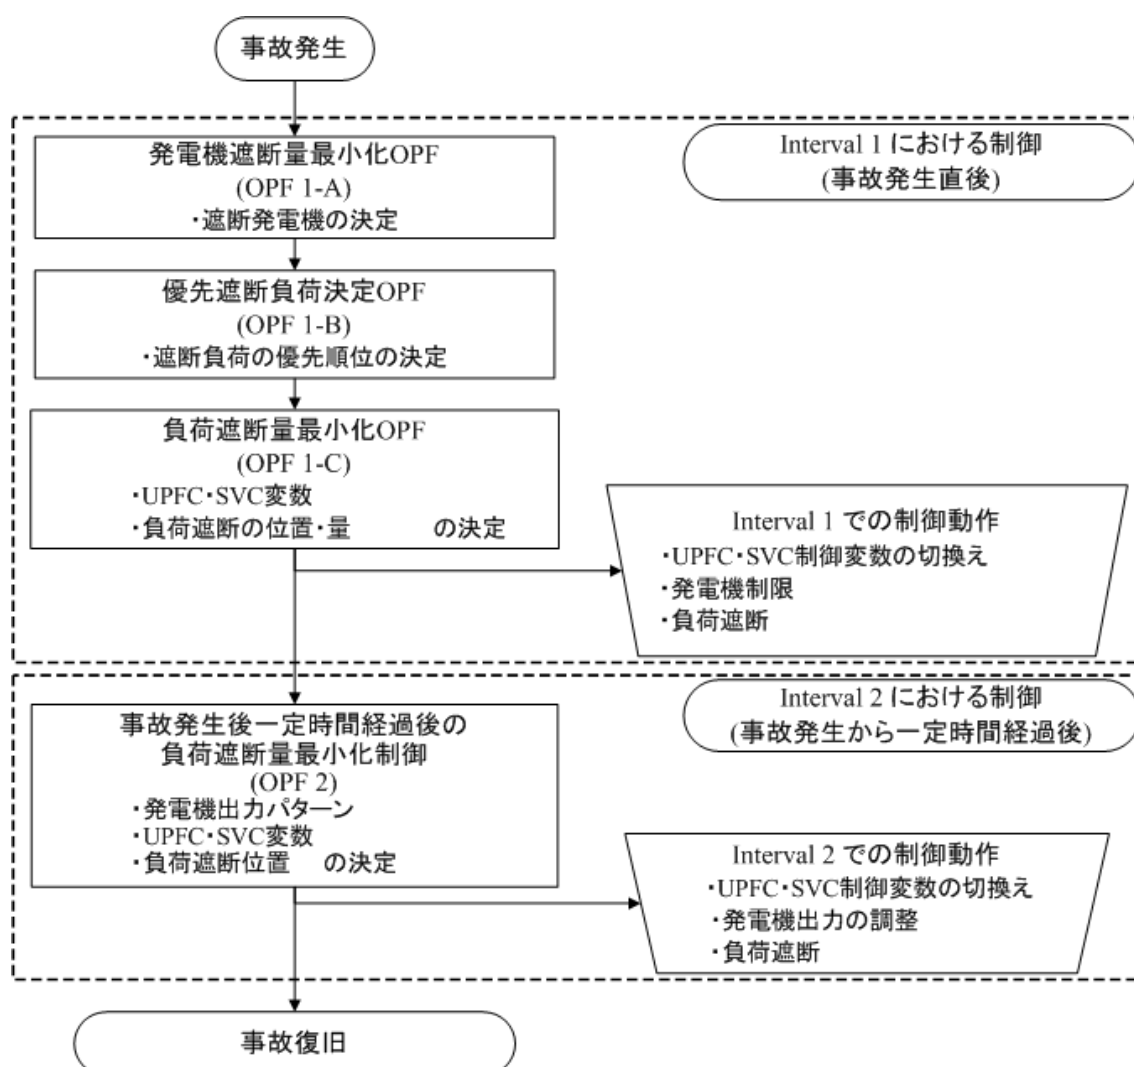 事故発生
Interval 1 における制御
(事故発生直後)
発電機遮断量最小化OPF
(OPF 1-A)
・遮断発電機の決定
優先遮断負荷決定OPF
(OPF 1-B)
・遮断負荷の優先順位の決定
負荷遮断量最小化OPF
(OPF 1-C)
・UPFC・SVC変数
・負荷遮断の位置・量 の決定
Interval 1 での制御動作
・UPFC・SVC制御変数の切換え
・発電機制限
・負荷遮断
Interval 2 における制御
(事故発生から一定時間経過後)
事故発生後一定時間経過後の
負荷遮断量最小化制御
(OPF 2)
・発電機出力パターン
・UPFC・SVC変数
・負荷遮断位置 の決定
Interval 2 での制御動作
・UPFC・SVC制御変数の切換え
・発電機出力の調整
・負荷遮断
事故復旧